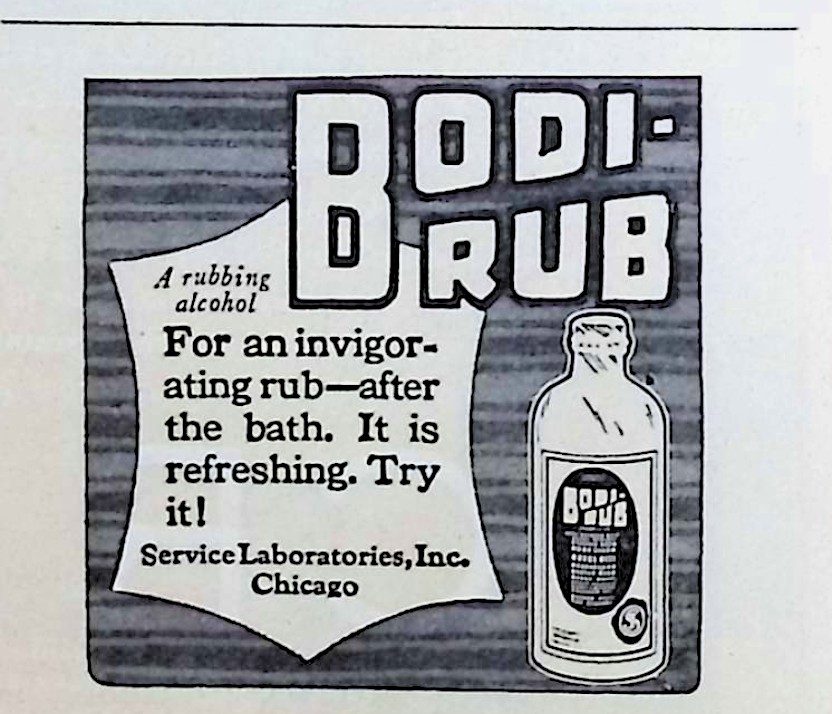 BODI-
RUB
A rubbing
alcohol
For an invigor-
ating rub—after
the bath. It is
refreshing. Try
it!
Service Laboratories, Inc.
Chicago
BODI-
RUB